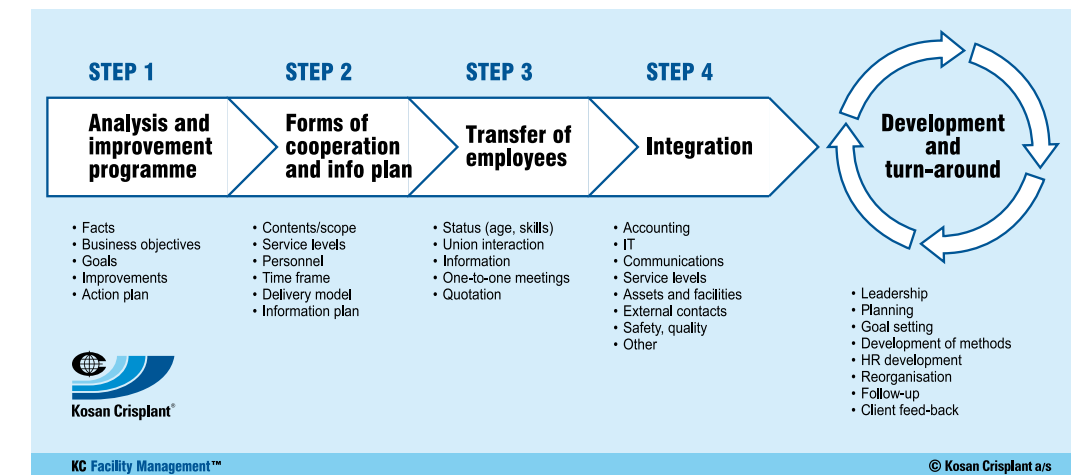 STEP 1
Analysis and
improvement
programme
• Facts
• Business objectives
• Goals
• Improvements
• Action plan
STEP 2
Forms of
cooperation
and info plan
• Contents/scope
• Service levels
• Personnel
• Time frame
• Delivery model
• Information plan
STEP 3
Transfer of
employees
• Status (age, skills)
• Union interaction
• Information
• One-to-one meetings
• Quotation
STEP 4
Integration
• Accounting
• IT
• Communications
• Service levels
• Assets and facilities
• External contacts
• Safety, quality
• Other
Development
and
turn-around
• Leadership
• Planning
• Goal setting
• Development of methods
• HR development
• Reorganisation
• Follow-up
• Client feed-back
Kosan Crisplant®
KC Facility Management™
© Kosan Crisplant a/s